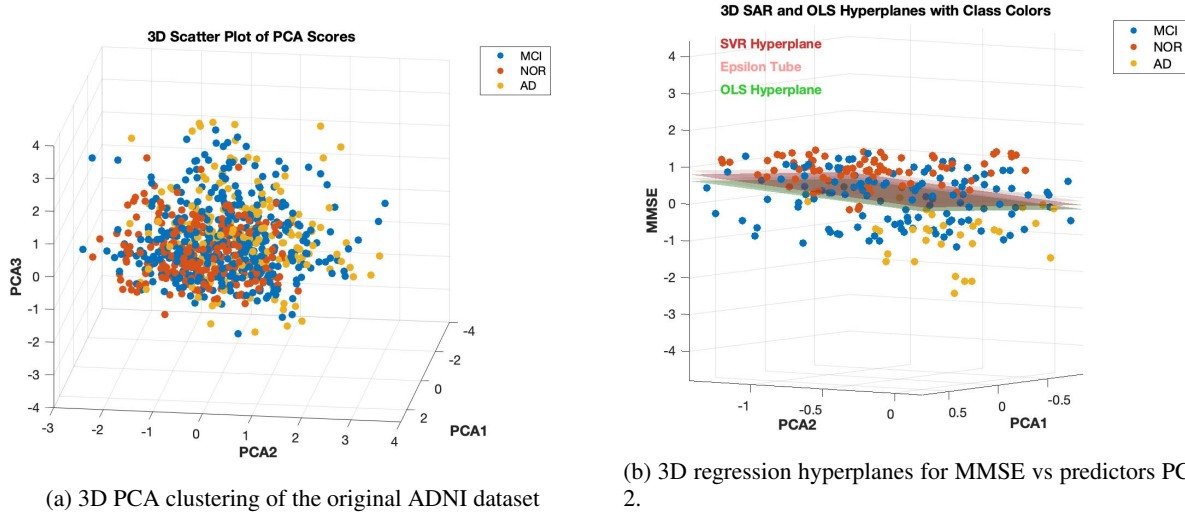 3D Scatter Plot of PCA Scores
MCI
NOR
AD
4
3
2
1
0
-1
-2
-3
-4
PCA3
-3
-2
-1
0
1
2
3
4
PCA2
-4
-2
0
2
PCA1
(a) 3D PCA clustering of the original ADNI dataset
3D SAR and OLS Hyperplanes with Class Colors
SVR Hyperplane
Epsilon Tube
OLS Hyperplane
MCI
NOR
AD
4
3
2
1
0
-1
-2
-3
-4
MMSE
-1
-0.5
0
PCA2
0.5
0
-0.5
PCA1
(b) 3D regression hyperplanes for MMSE vs predictors PC
2.